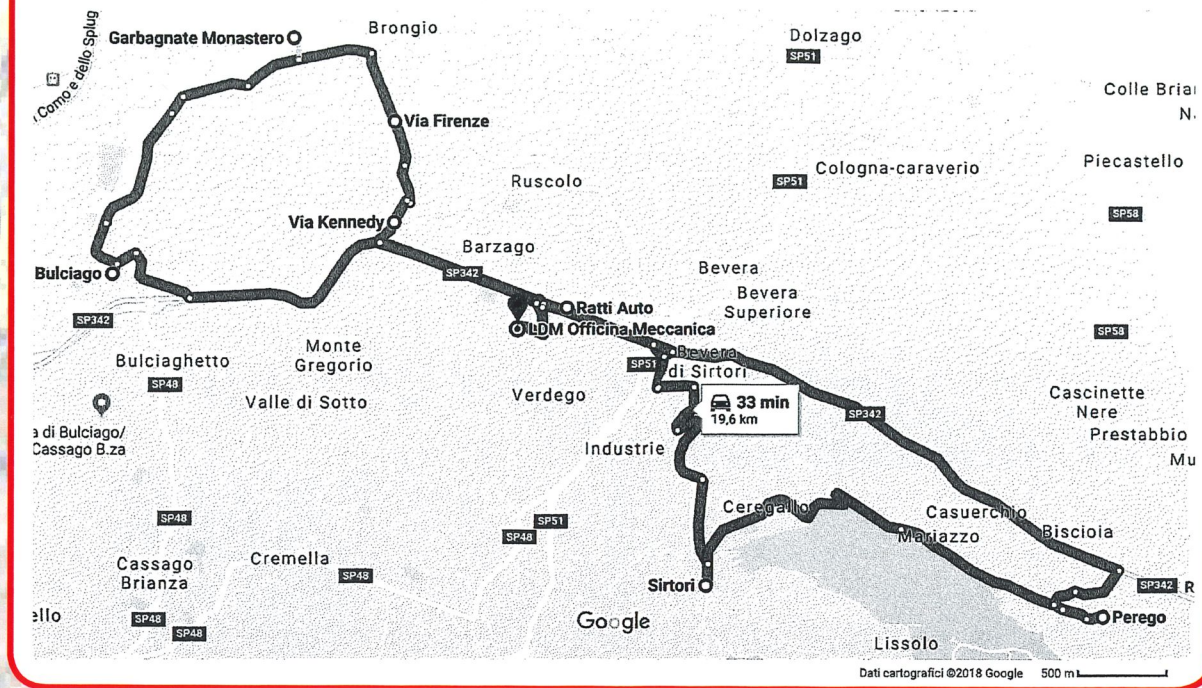 Garbagnate Monastero
Brongio
Dolzago
SP51
Como e dello Splug
Colle Briar
N.
Via Firenze
Ruscolo
SP51
Cologna-caraverio
Piecastello
SP58
Via Kennedy
Barzago
Bulciago
SP342
Bevera
Bevera
Superiore
Ratti Auto
SP342
LDM Officina Meccanica
SP58
Bulciaghetto
Monte
Gregorio
SP51
Bevera
di Sirtori
SP48
Valle di Sotto
Verdego
33 min
19,6 km
SP342
Cascinette
Nere
Prestabbio
Mu
a di Bulciago/
Cassago B.za
Industrie
SP48
SP51
SP48
Ceregallo
Casuerchio
Mariazzo
Biscioia
Cassago
Brianza
Cremella
SP48
Sirtori
SP342
R
ello
SP48
SP48
Google
Perego
Lissolo
Dati cartografici ©2018 Google
500 m